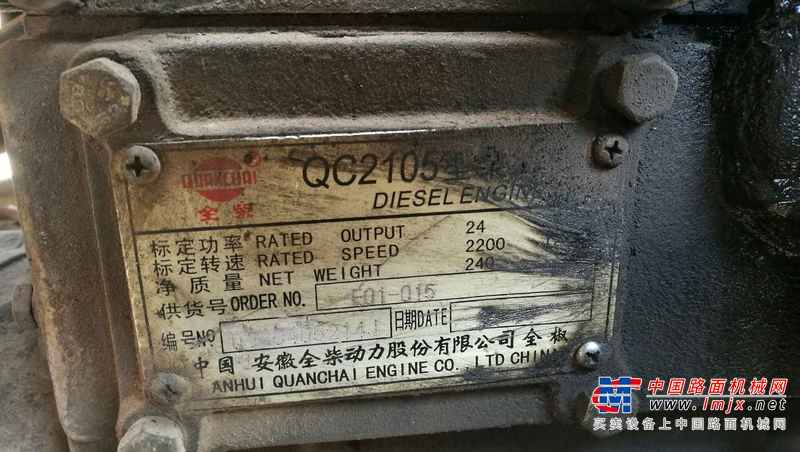 QUANCHAI
全柴
QC2105型
DIESEL ENGINE
标定功率 RATED OUTPUT 24
标定转速 RATED SPEED 2200
净质量 NET WEIGHT 240
供货号 ORDER NO. E01-015
编号NO 日期DATE
中国 安徽全柴动力股份有限公司 全椒
ANHUI QUANCHAI ENGINE CO., LTD CHINA
中国路面机械网
www.lmjx.net
买卖设备上中国路面机械网